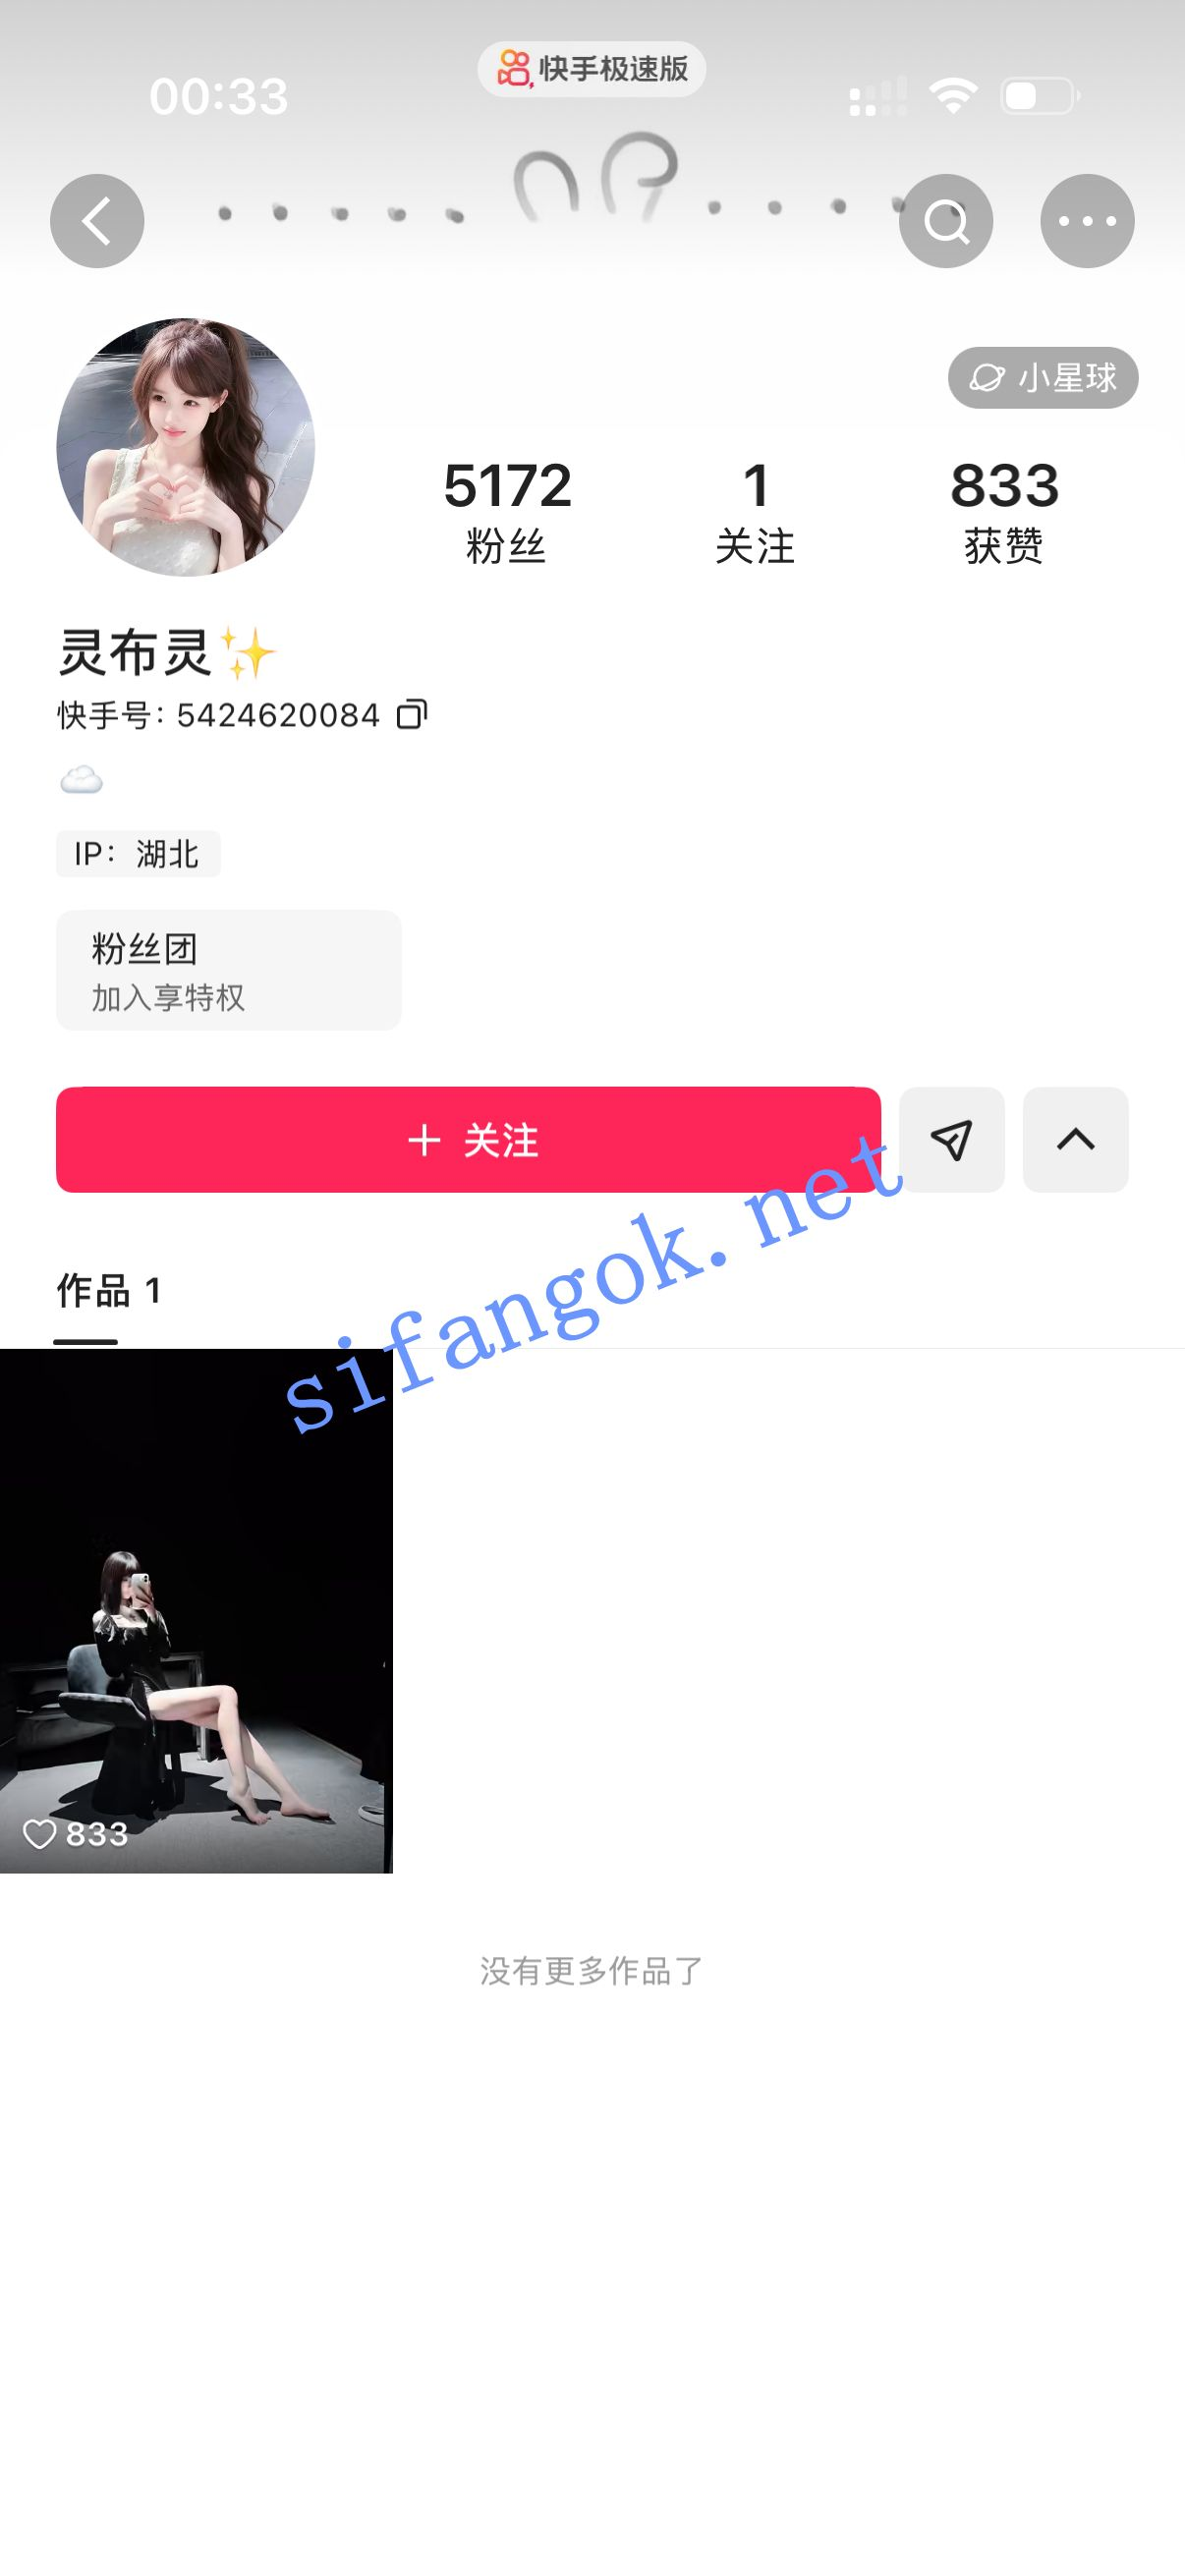 快手极速版
00:33
小星球
5172 1 833
粉丝 关注 获赞
灵布灵✨
快手号: 5424620084
☁️
IP: 湖北
粉丝团
加入享特权
+ 关注
作品 1
sifangok.net
833
没有更多作品了